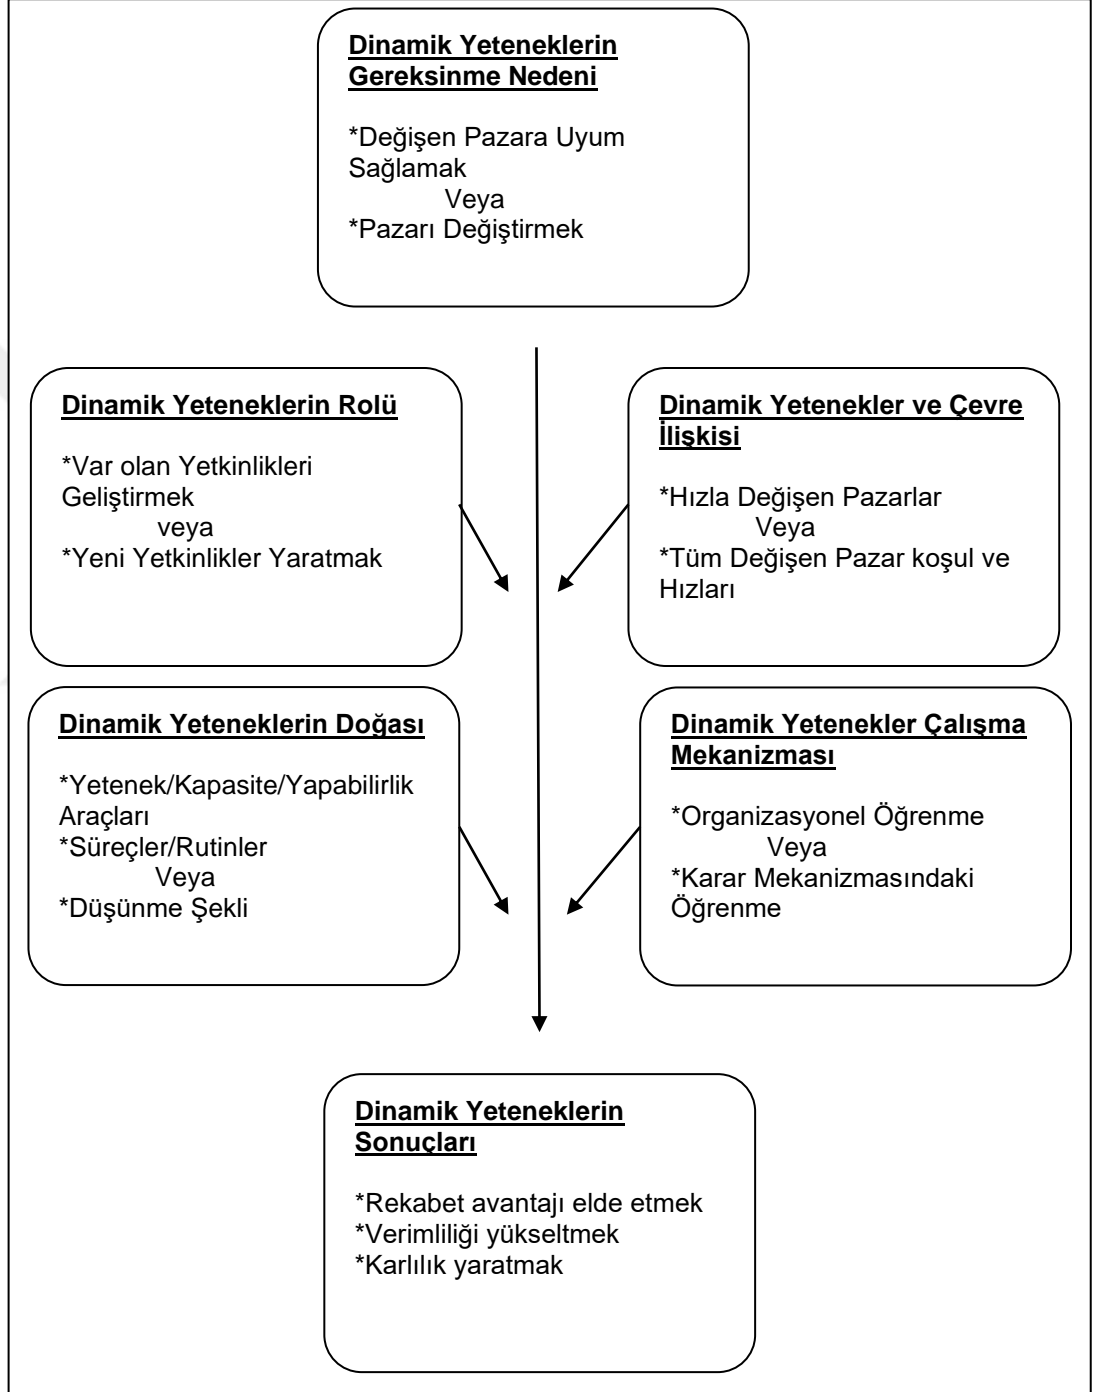 Dinamik Yeteneklerin
Gereksinme Nedeni
*Değişen Pazara Uyum
Sağlamak
Veya
*Pazarı Değiştirmek
Dinamik Yeteneklerin Rolü
*Var olan Yetkinlikleri
Geliştirmek
veya
*Yeni Yetkinlikler Yaratmak
Dinamik Yetenekler ve Çevre
İlişkisi
*Hızla Değişen Pazarlar
Veya
*Tüm Değişen Pazar koşul ve
Hızları
Dinamik Yeteneklerin Doğası
*Yetenek/Kapasite/Yapabilirlik
Araçları
*Süreçler/Rutinler
Veya
*Düşünme Şekli
Dinamik Yetenekler Çalışma
Mekanizması
*Organizasyonel Öğrenme
Veya
*Karar Mekanizmasındaki
Öğrenme
Dinamik Yeteneklerin
Sonuçları
*Rekabet avantajı elde etmek
*Verimliliği yükseltmek
*Karlılık yaratmak